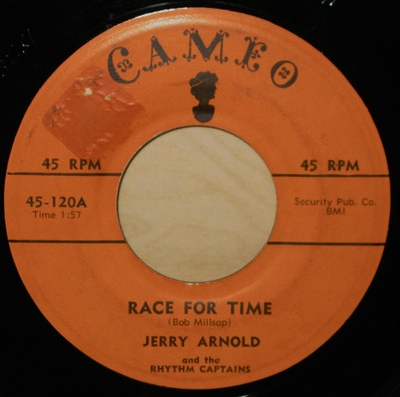 CAMEO
45 RPM
45 RPM
45-120A
Time 1:57
Security Pub. Co.
BMI
RACE FOR TIME
(Bob Millsap)
JERRY ARNOLD
and the
RHYTHM CAPTAINS